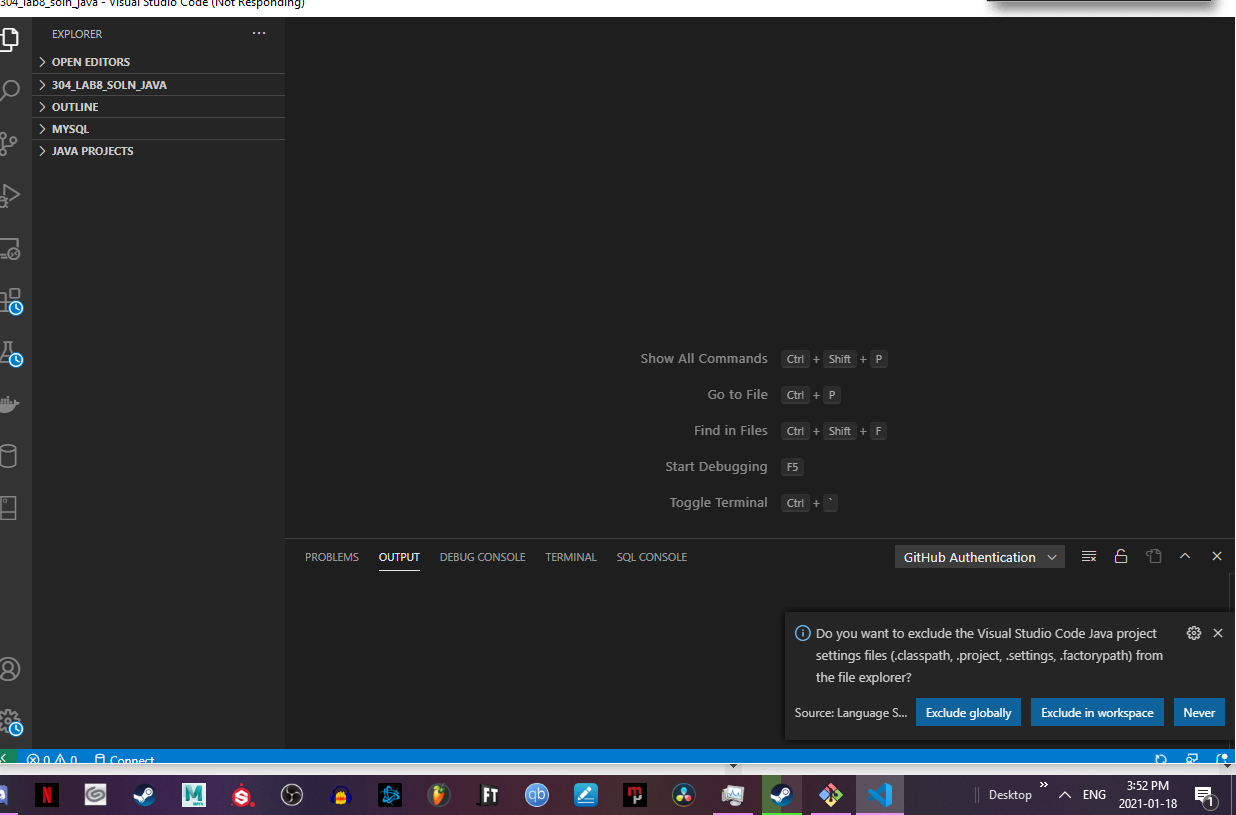 304_lab8_soln_java - Visual Studio Code (Not Responding)
EXPLORER
OPEN EDITORS
304_LAB8_SOLN_JAVA
OUTLINE
MYSQL
JAVA PROJECTS
Show All Commands Ctrl + Shift + P
Go to File Ctrl + P
Find in Files Ctrl + Shift + F
Start Debugging F5
Toggle Terminal Ctrl + `
PROBLEMS OUTPUT DEBUG CONSOLE TERMINAL SQL CONSOLE GitHub Authentication
Do you want to exclude the Visual Studio Code Java project
settings files (.classpath, .project, .settings, .factorypath) from
the file explorer?
Source: Language S... Exclude globally Exclude in workspace Never
0 0 Connect
N M MAYA S FT qb mp Desktop ENG 3:52 PM
2021-01-18 1